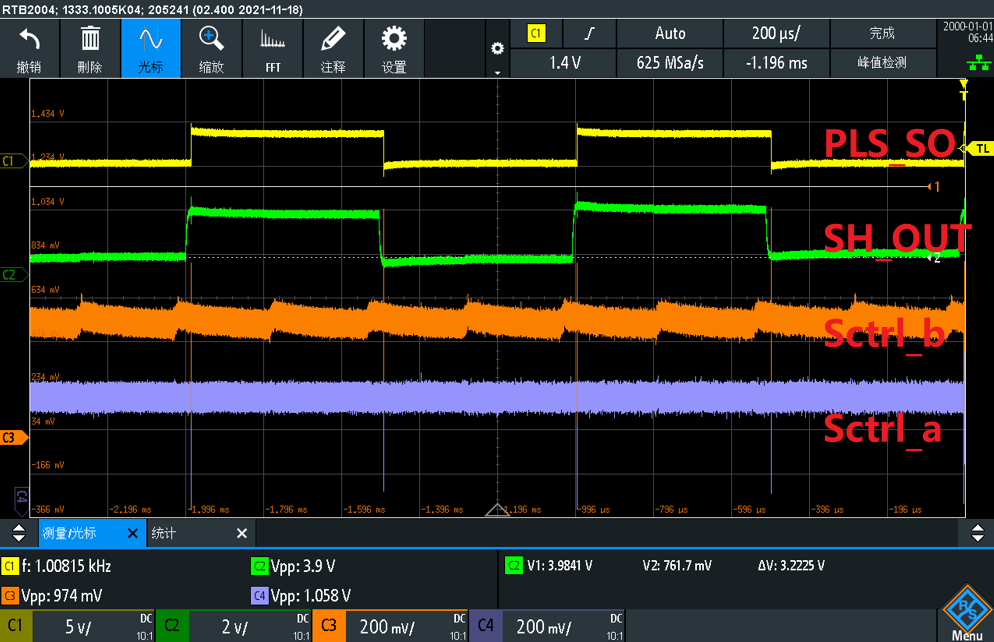 RTB2004; 1333.1005K04; 205241 (02.400 2021-11-18)
撤销 删除 光标 缩放 FFT 注释 设置
C1 Auto 200 µs/ 完成
1.4 V 625 MSa/s -1.196 ms 峰值检测
2000-01-01
06:44
T
1,434 V
C1 1,234 V PLS_SO TL
1
1,034 V
834 mV SH_OUT
2
C2
634 mV
Sctrl_b
234 mV
34 mV Sctrl_a
C3
-166 mV
C4
-366 mV -2,196 ms -1,996 ms -1,796 ms -1,596 ms -1,396 ms -1,196 ms -996 µs -796 µs -596 µs -396 µs -196 µs
测量/光标 × 统计 ×
C1 f: 1.00815 kHz C2 Vpp: 3.9 V C2 V1: 3.9841 V V2: 761.7 mV ΔV: 3.2225 V
C3 Vpp: 974 mV C4 Vpp: 1.058 V
C1 5 V/ DC 10:1 C2 2 V/ DC 10:1 C3 200 mV/ DC 10:1 C4 200 mV/ DC 10:1
R&S
Menu